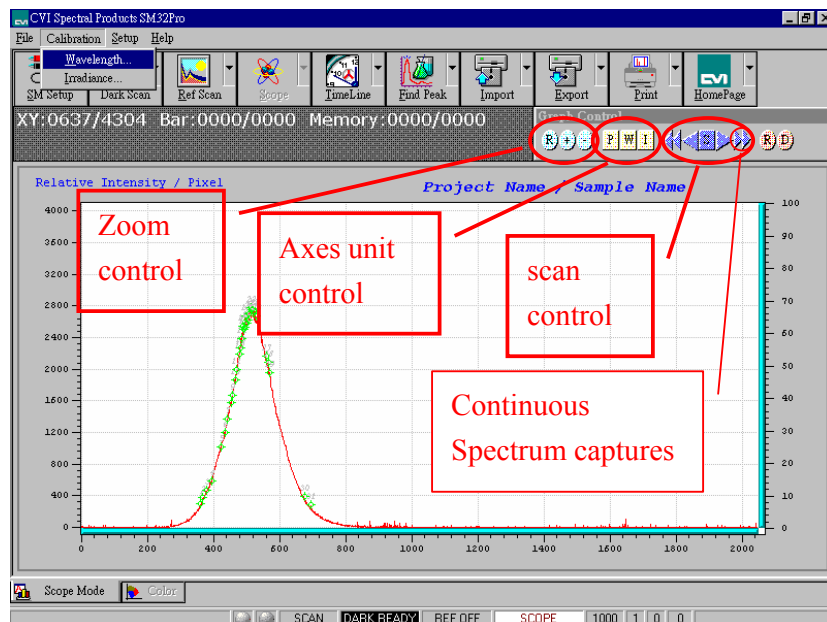 CVI Spectral Products SM32Pro
File Calibration Setup Help
Wavelength...
Irradiance...
SM Setup Dark Scan Ref Scan Scope TimeLine Find Peak Import Export Print HomePage
XY:0637/4304 Bar:0000/0000 Memory:0000/0000
Graph Control
R + - P W I R D
Relative Intensity / Pixel
Project Name / Sample Name
Zoom
control
Axes unit
control
scan
control
Continuous
Spectrum captures
4000
3600
3200
2800
2400
2000
1600
1200
800
400
0
100
90
80
70
60
50
40
30
20
10
0
0 200 400 600 800 1000 1200 1400 1600 1800 2000
Scope Mode Color
SCAN DARK READY REF OFF SCOPE 1000 1 0 0